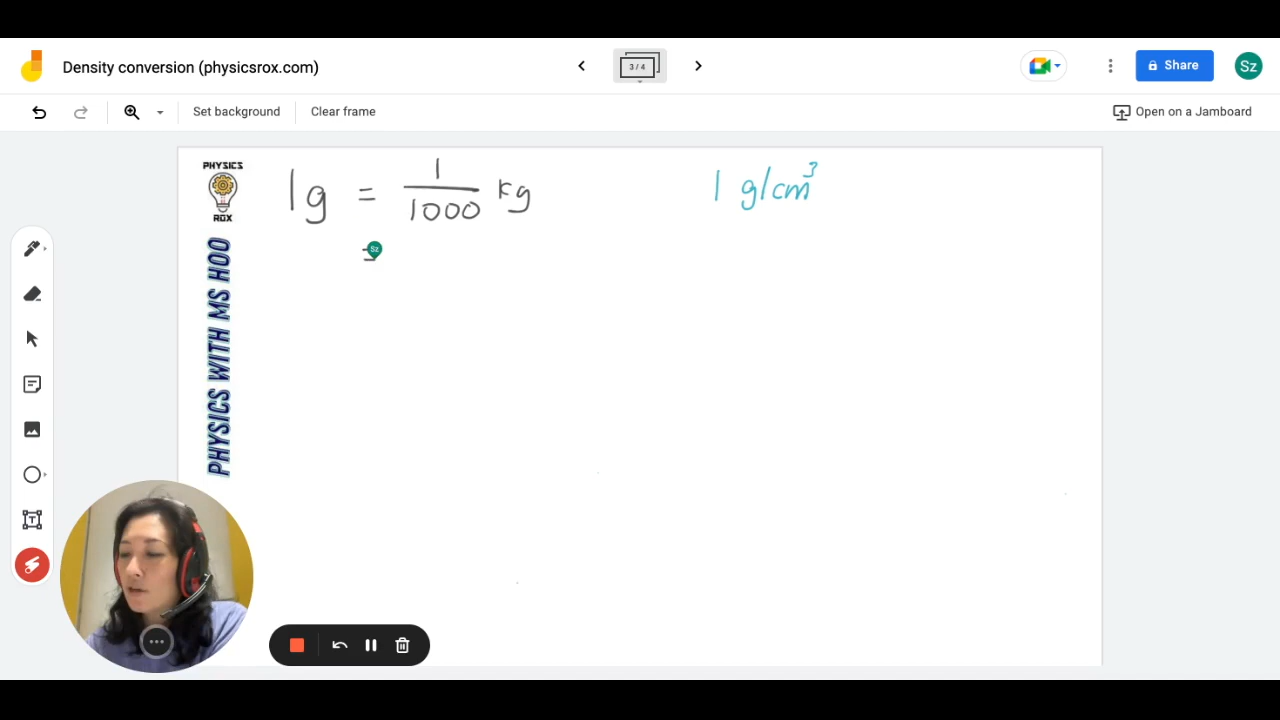 Density conversion (physicsrox.com)
3 / 4
Share
Sz
Set background
Clear frame
Open on a Jamboard
PHYSICS
ROX
1g = 1/1000 kg
1 g/cm³
=
Sz
PHYSICS WITH MS HOO
T